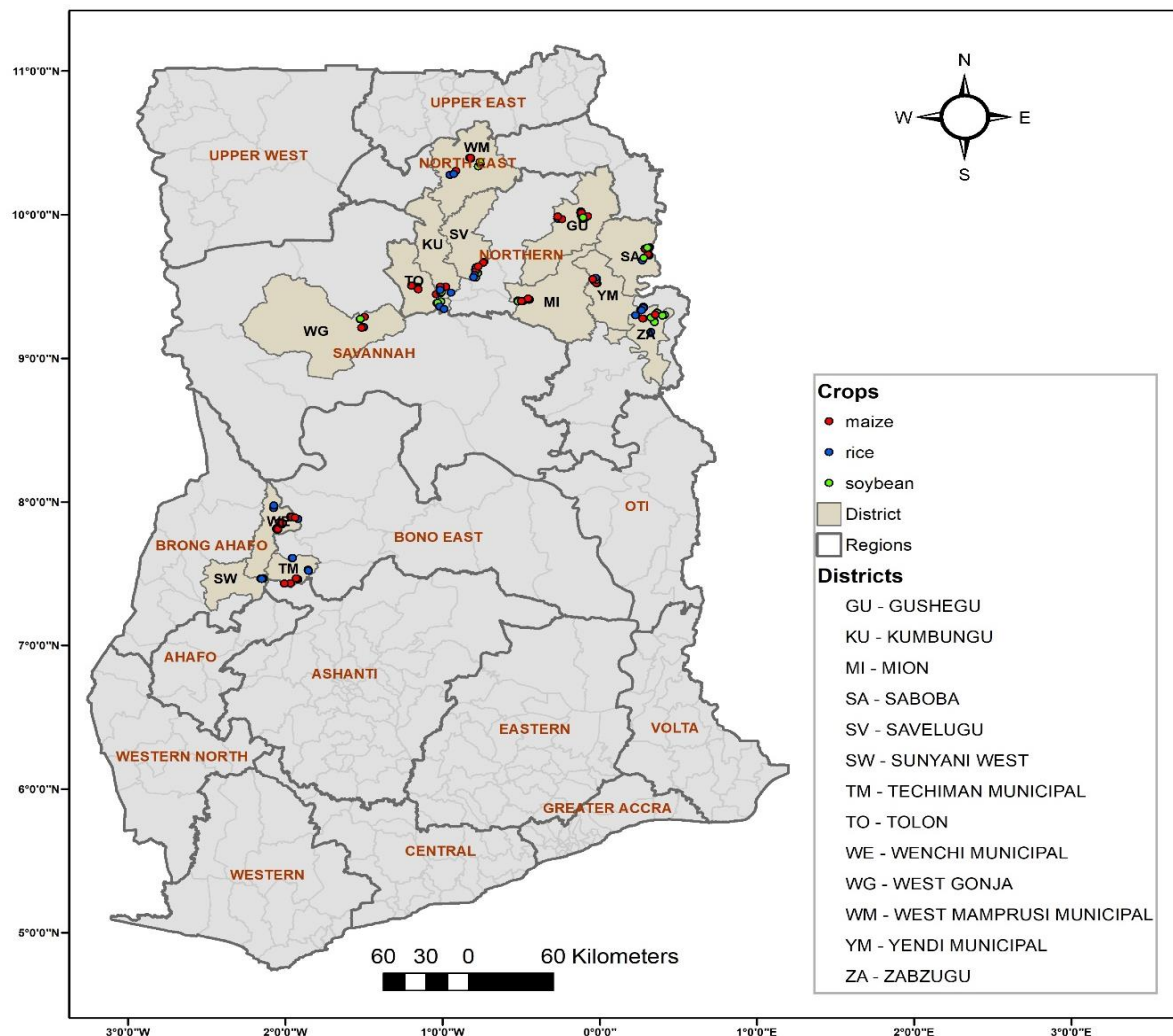 N
W E
S
11°0'0"N
10°0'0"N
9°0'0"N
8°0'0"N
7°0'0"N
6°0'0"N
5°0'0"N
UPPER EAST
UPPER WEST
WM
NORTH EAST
GU
SV
KU
NORTHERN
SA
TO
YM
MI
WG
ZA
SAVANNAH
OTI
WE
BONO EAST
BRONG AHAFO
TM
SW
AHAFO
ASHANTI
EASTERN
VOLTA
WESTERN NORTH
GREATER ACCRA
CENTRAL
WESTERN
60 30 0 60 Kilometers
3°0'0"W 2°0'0"W 1°0'0"W 0°0'0"E 1°0'0"E 2°0'0"E 3°0'0"E
Crops
maize
rice
soybean
District
Regions
Districts
GU - GUSHEGU
KU - KUMBUNGU
MI - MION
SA - SABOBA
SV - SAVELUGU
SW - SUNYANI WEST
TM - TECHIMAN MUNICIPAL
TO - TOLON
WE - WENCHI MUNICIPAL
WG - WEST GONJA
WM - WEST MAMPRUSI MUNICIPAL
YM - YENDI MUNICIPAL
ZA - ZABZUGU